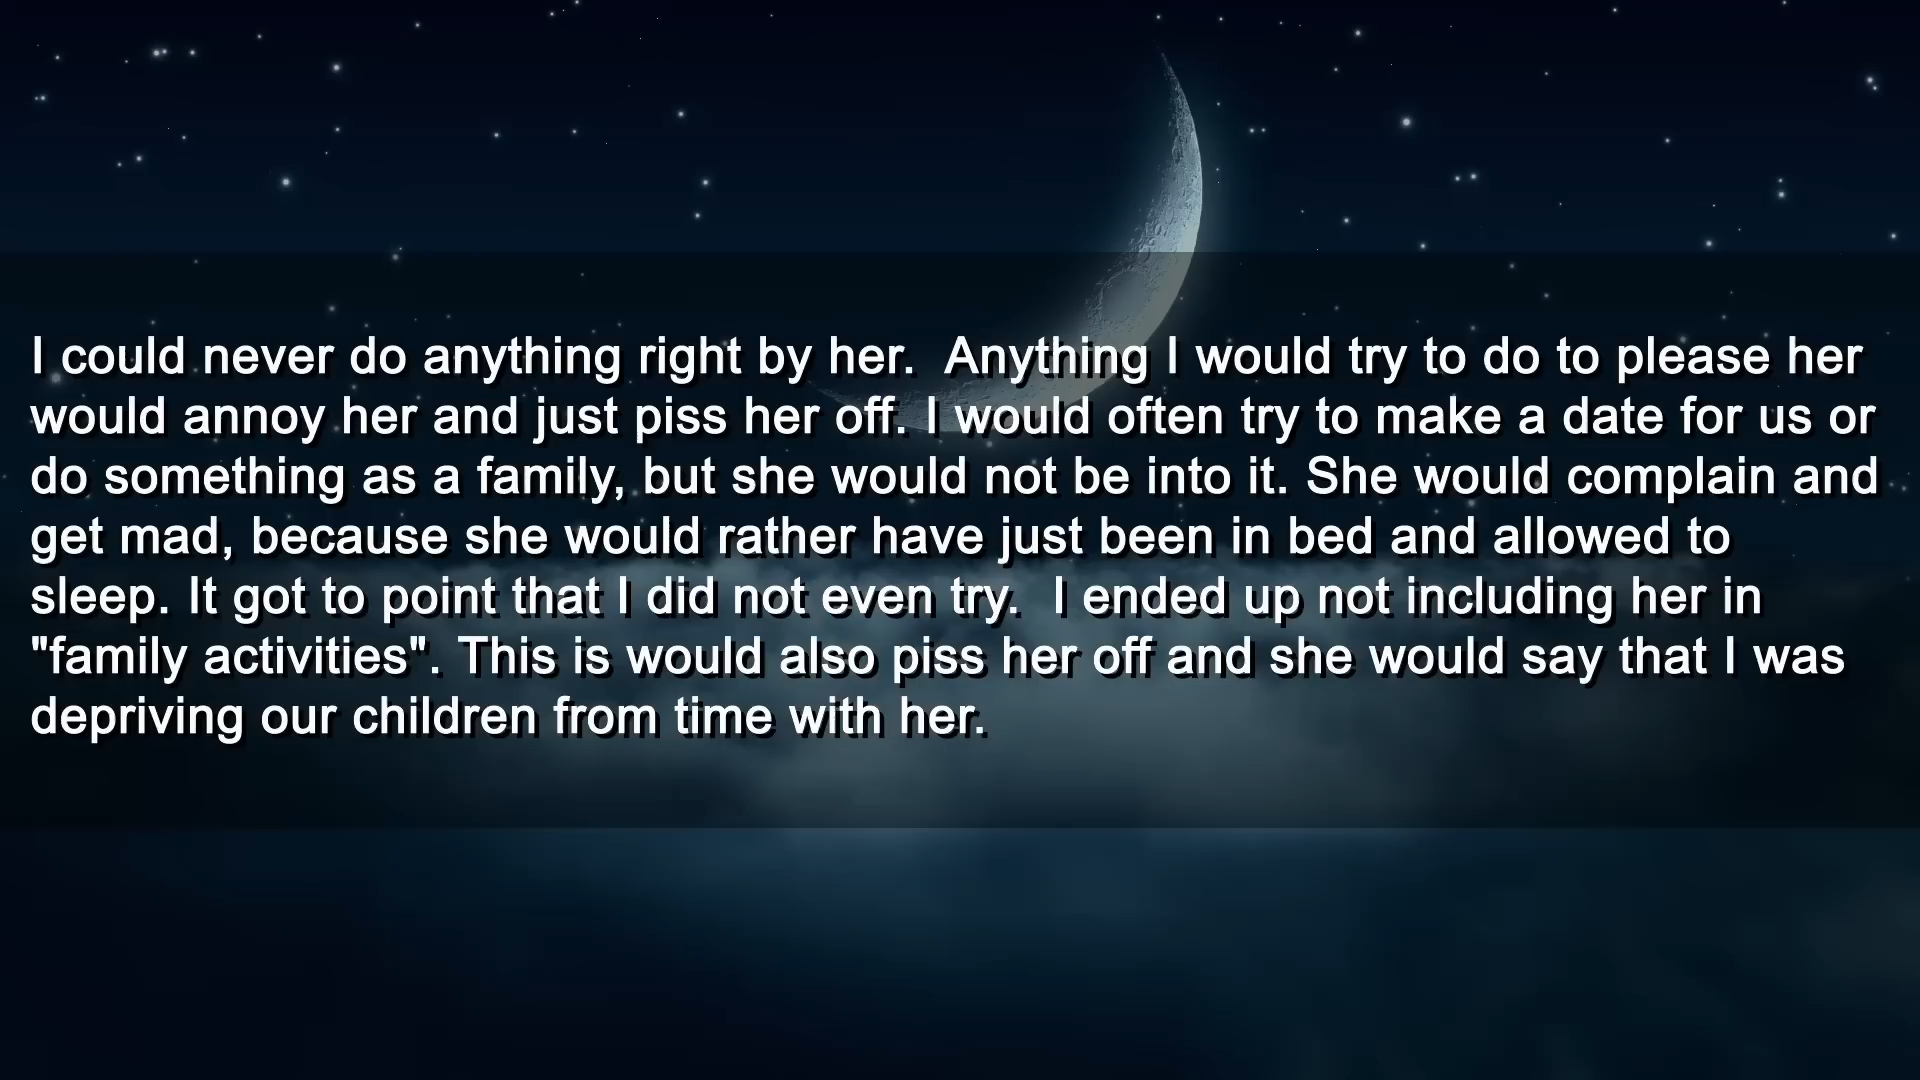 I could never do anything right by her.  Anything I would try to do to please her
would annoy her and just piss her off. I would often try to make a date for us or
do something as a family, but she would not be into it. She would complain and
get mad, because she would rather have just been in bed and allowed to
sleep. It got to point that I did not even try.  I ended up not including her in
"family activities". This is would also piss her off and she would say that I was
depriving our children from time with her.